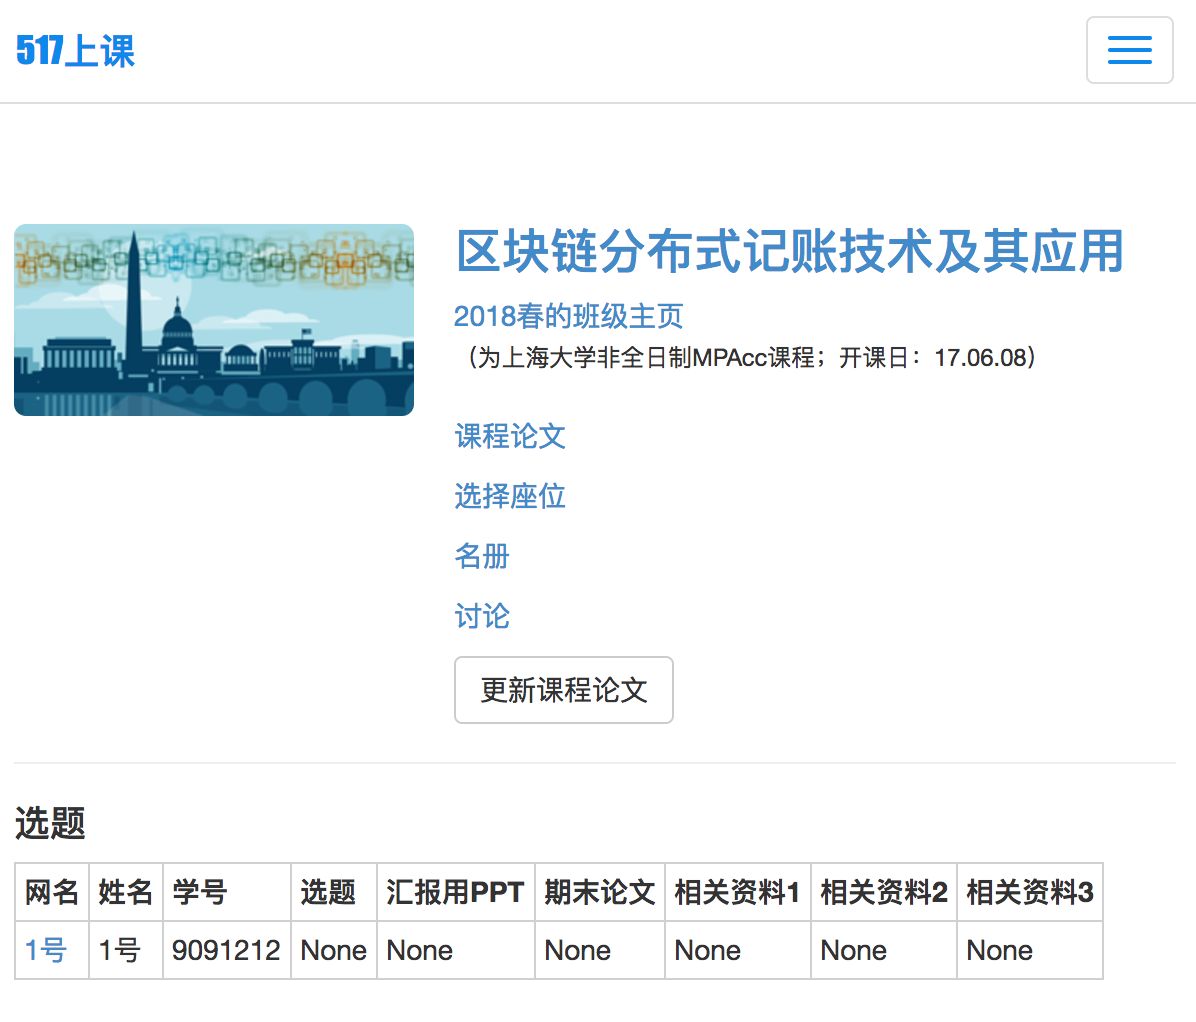 517上课
区块链分布式记账技术及其应用
2018春的班级主页
（为上海大学非全日制MPAcc课程；开课日：17.06.08）
课程论文
选择座位
名册
讨论
更新课程论文
选题
网名 姓名 学号 选题 汇报用PPT 期末论文 相关资料1 相关资料2 相关资料3
1号 1号 9091212 None None None None None None